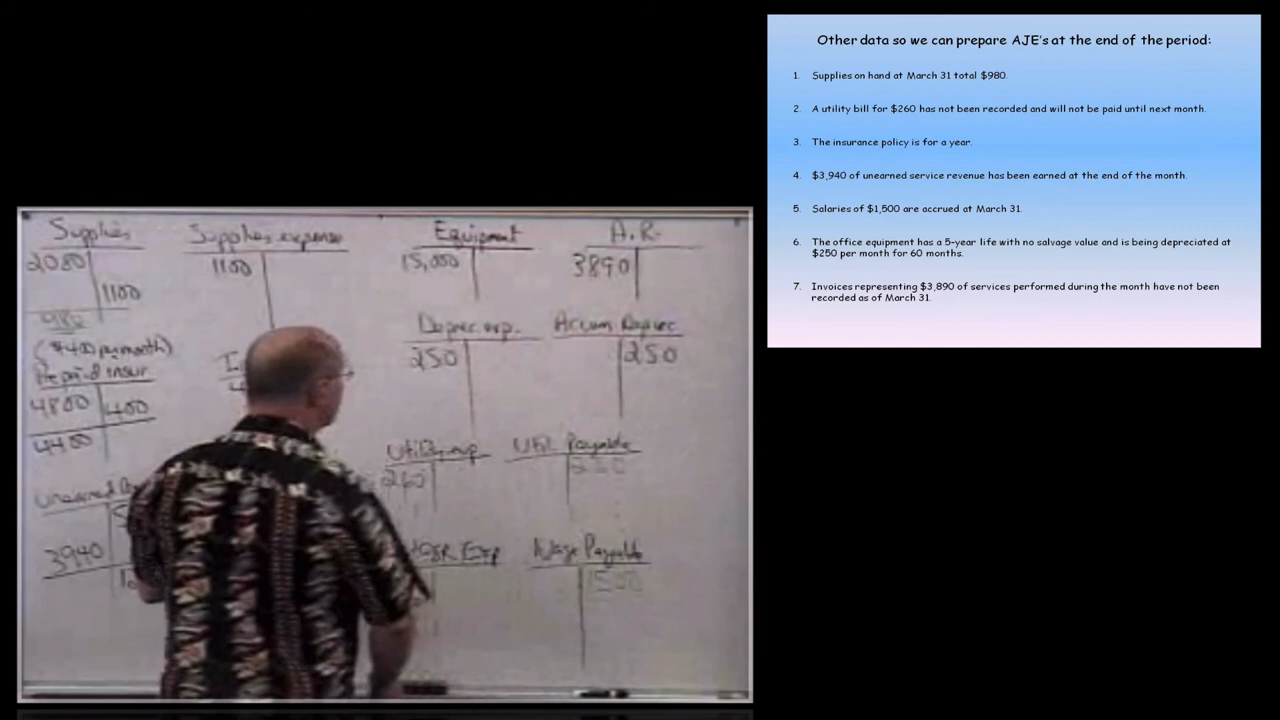 Other data so we can prepare AJE's at the end of the period:
1. Supplies on hand at March 31 total $980.
2. A utility bill for $260 has not been recorded and will not be paid until next month.
3. The insurance policy is for a year.
4. $3,940 of unearned service revenue has been earned at the end of the month.
5. Salaries of $1,500 are accrued at March 31.
6. The office equipment has a 5-year life with no salvage value and is being depreciated at
$250 per month for 60 months.
7. Invoices representing $3,890 of services performed during the month have not been
recorded as of March 31.
Supplies Supplies expense Equipment A.R.
2080 1100 15,000 3890
1100
980
($400 per month)
Deprec. exp. Accum Deprec
250 250
Prepaid Insur
4800 400
4400
Utility exp Util. Payable
260 260
Unearned
3940
Exp Wage Payable
1500